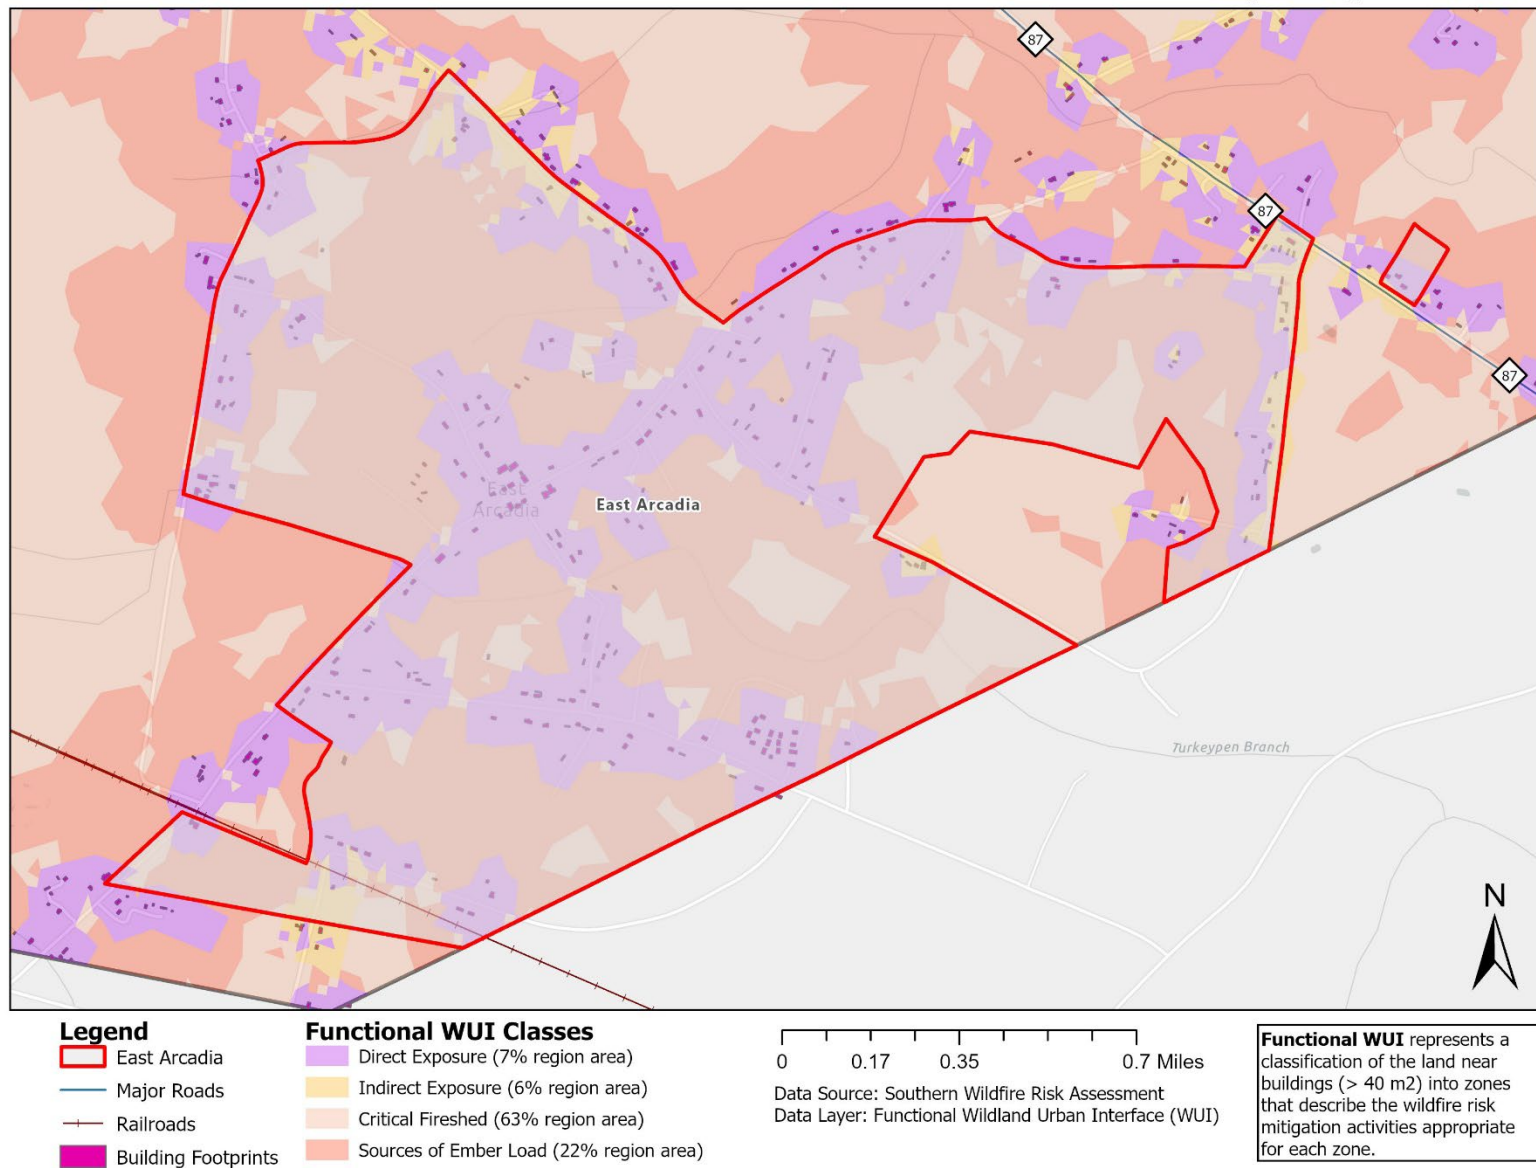 87
87
87
East
Arcadia
East Arcadia
Turkeypen Branch
N
Legend
East Arcadia
Major Roads
Railroads
Building Footprints
Functional WUI Classes
Direct Exposure (7% region area)
Indirect Exposure (6% region area)
Critical Fireshed (63% region area)
Sources of Ember Load (22% region area)
0 0.17 0.35 0.7 Miles
Data Source: Southern Wildfire Risk Assessment
Data Layer: Functional Wildland Urban Interface (WUI)
Functional WUI represents a
classification of the land near
buildings (> 40 m2) into zones
that describe the wildfire risk
mitigation activities appropriate
for each zone.